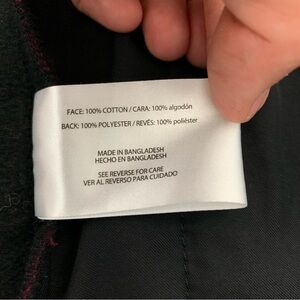 FACE: 100% COTTON / CARA: 100% algodón
BACK: 100% POLYESTER / REVÉS: 100% poliéster
MADE IN BANGLADESH
HECHO EN BANGLADESH
SEE REVERSE FOR CARE
VER AL REVERSO PARA CUIDADO